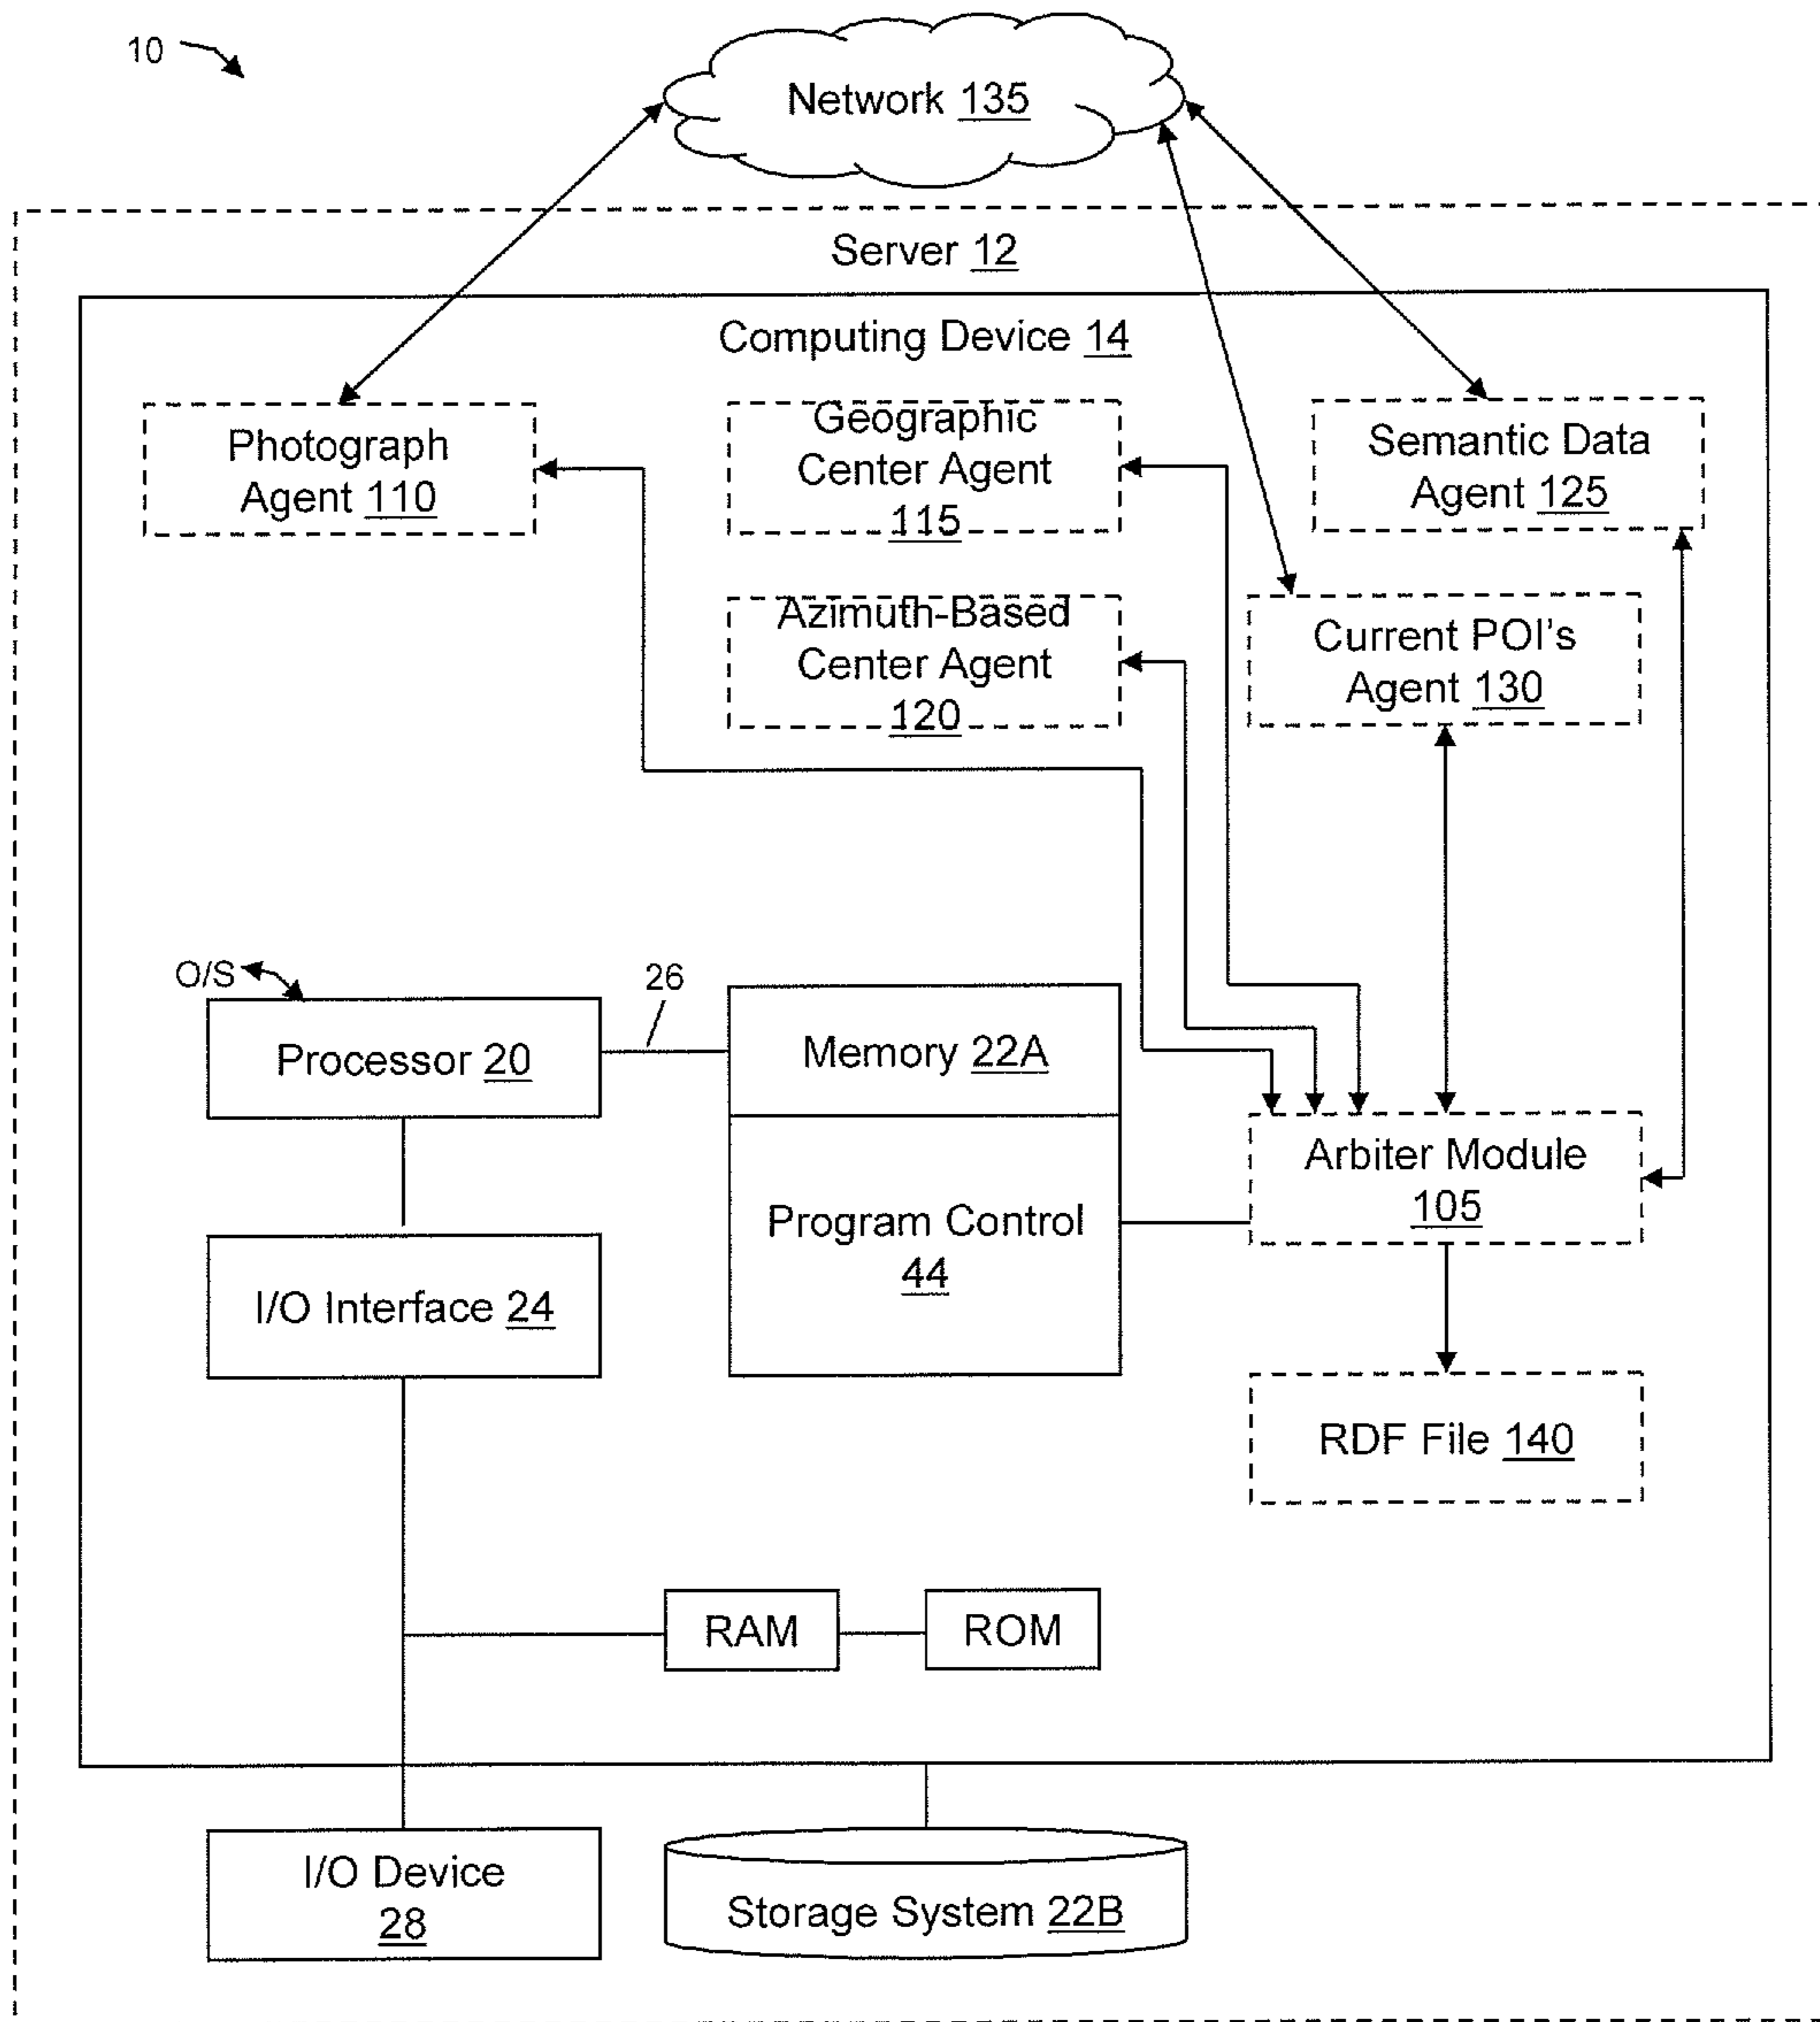 10
Network 135
Server 12
Computing Device 14
Photograph
Agent 110
Geographic
Center Agent
115
Semantic Data
Agent 125
Azimuth-Based
Center Agent
120
Current POI's
Agent 130
O/S
26
Processor 20
Memory 22A
Arbiter Module
105
Program Control
44
I/O Interface 24
RDF File 140
RAM
ROM
I/O Device
28
Storage System 22B